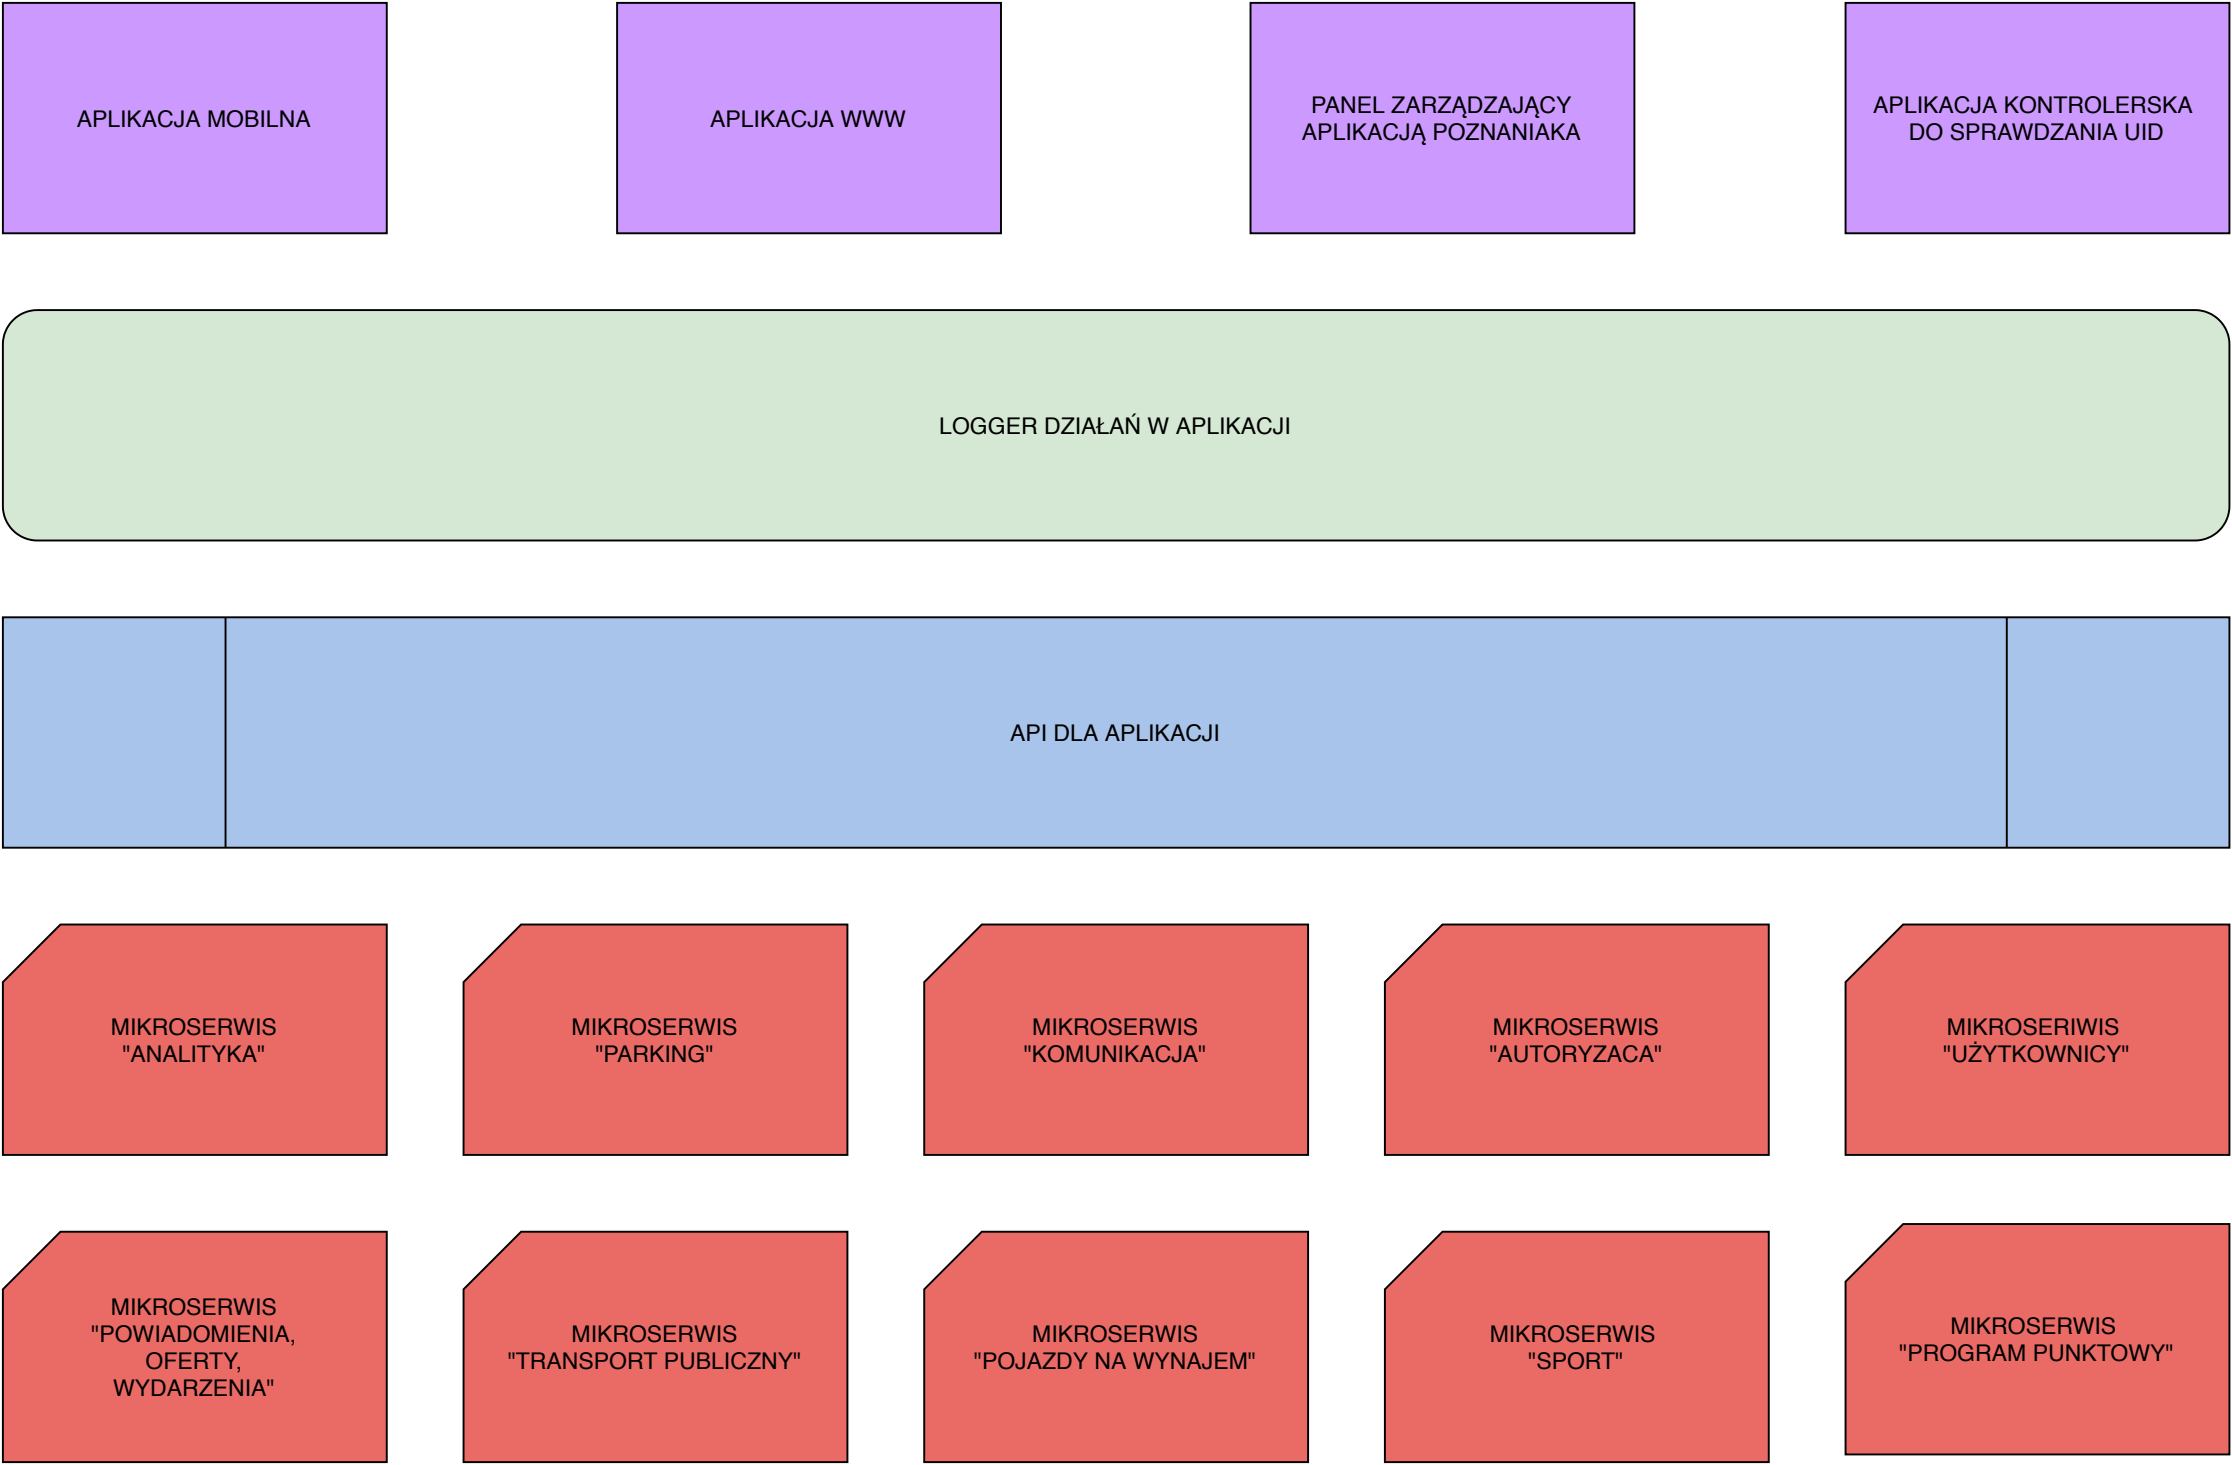 APLIKACJA MOBILNA
APLIKACJA WWW
PANEL ZARZĄDZAJĄCY
APLIKACJĄ POZNANIAKA
APLIKACJA KONTROLERSKA
DO SPRAWDZANIA UID
LOGGER DZIAŁAŃ W APLIKACJI
API DLA APLIKACJI
MIKROSERWIS
"ANALITYKA"
MIKROSERWIS
"PARKING"
MIKROSERWIS
"KOMUNIKACJA"
MIKROSERWIS
"AUTORYZACA"
MIKROSERIWIS
"UŻYTKOWNICY"
MIKROSERWIS
"POWIADOMIENIA,
OFERTY,
WYDARZENIA"
MIKROSERWIS
"TRANSPORT PUBLICZNY"
MIKROSERWIS
"POJAZDY NA WYNAJEM"
MIKROSERWIS
"SPORT"
MIKROSERWIS
"PROGRAM PUNKTOWY"